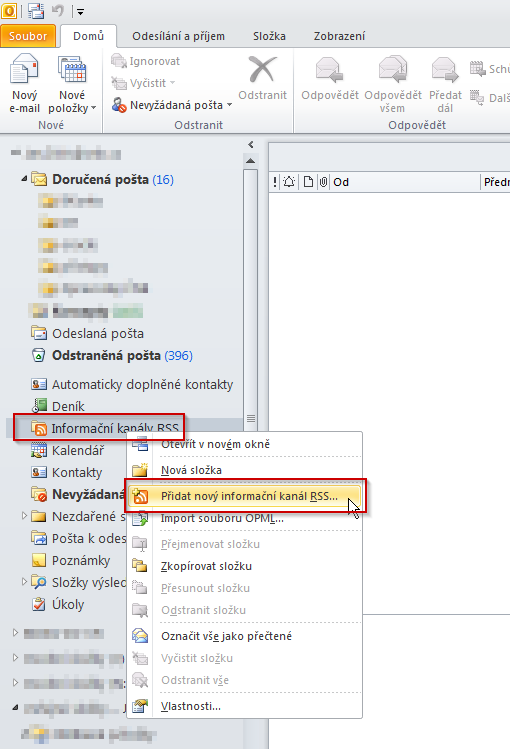 Soubor Domů Odesílání a příjem Složka Zobrazení
Nový e-mail
Nové položky
Ignorovat
Vyčistit
Nevyžádaná pošta
Odstranit
Odpovědět
Odpovědět všem
Předat dál
Nové Odstranit Odpovědět
Doručená pošta (16)
Odeslaná pošta
Odstraněná pošta (396)
Automaticky doplněné kontakty
Deník
Informační kanály RSS
Kalendář
Kontakty
Nevyžádaná
Nezdařené s
Pošta k odes
Poznámky
Složky výsled
Úkoly
! Od Předm
Otevřít v novém okně
Nová složka
Přidat nový informační kanál RSS...
Import souboru OPML...
Přejmenovat složku
Zkopírovat složku
Přesunout složku
Odstranit složku
Označit vše jako přečtené
Vyčistit složku
Odstranit vše
Vlastnosti...